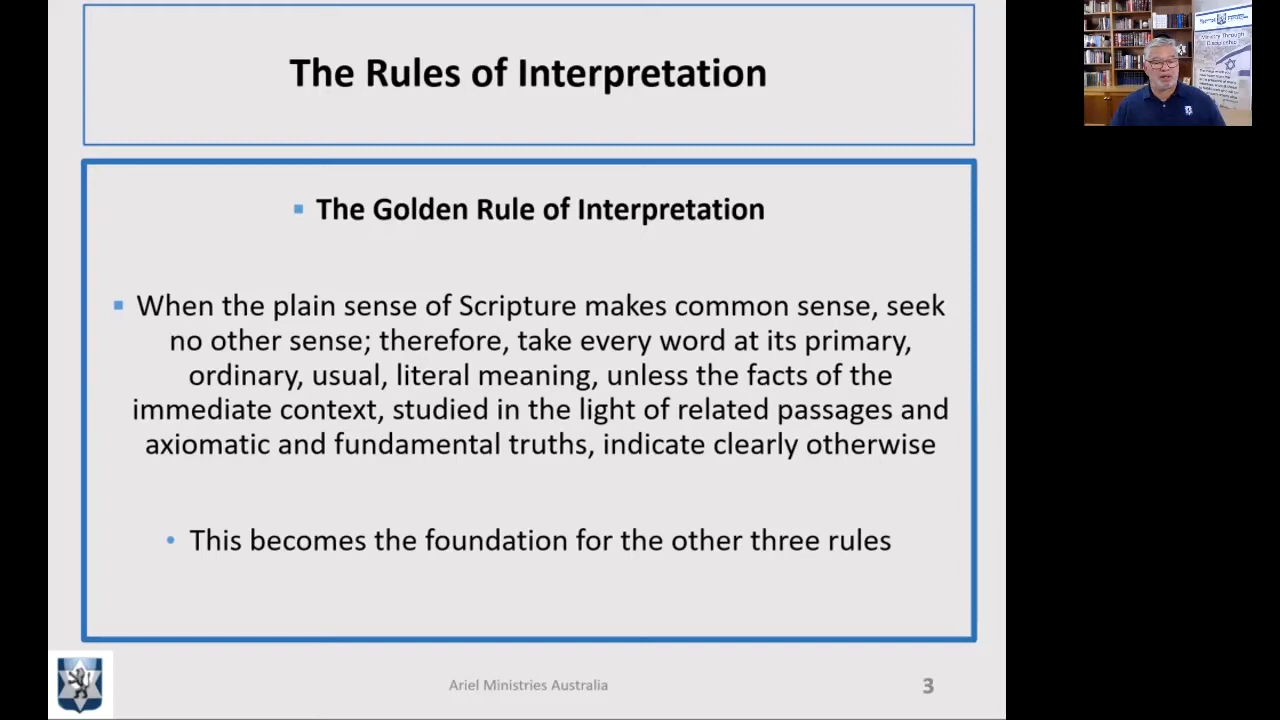 The Rules of Interpretation
▪ The Golden Rule of Interpretation
▪ When the plain sense of Scripture makes common sense, seek
no other sense; therefore, take every word at its primary,
ordinary, usual, literal meaning, unless the facts of the
immediate context, studied in the light of related passages and
axiomatic and fundamental truths, indicate clearly otherwise
• This becomes the foundation for the other three rules
Ariel Ministries Australia
3
Ministry Through
Discipleship